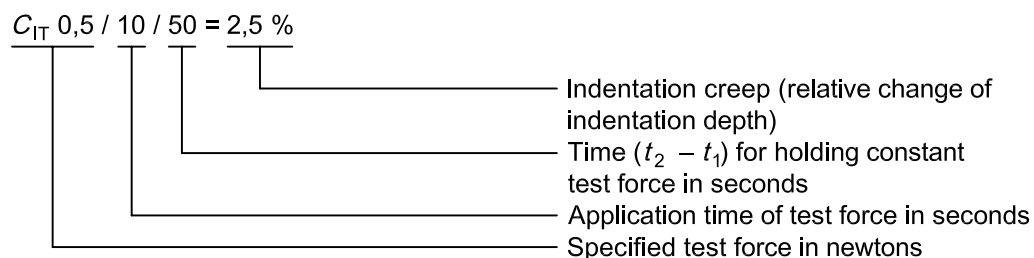 C_IT 0,5 / 10 / 50 = 2,5 %
Indentation creep (relative change of
indentation depth)
Time (t_2 – t_1) for holding constant
test force in seconds
Application time of test force in seconds
Specified test force in newtons